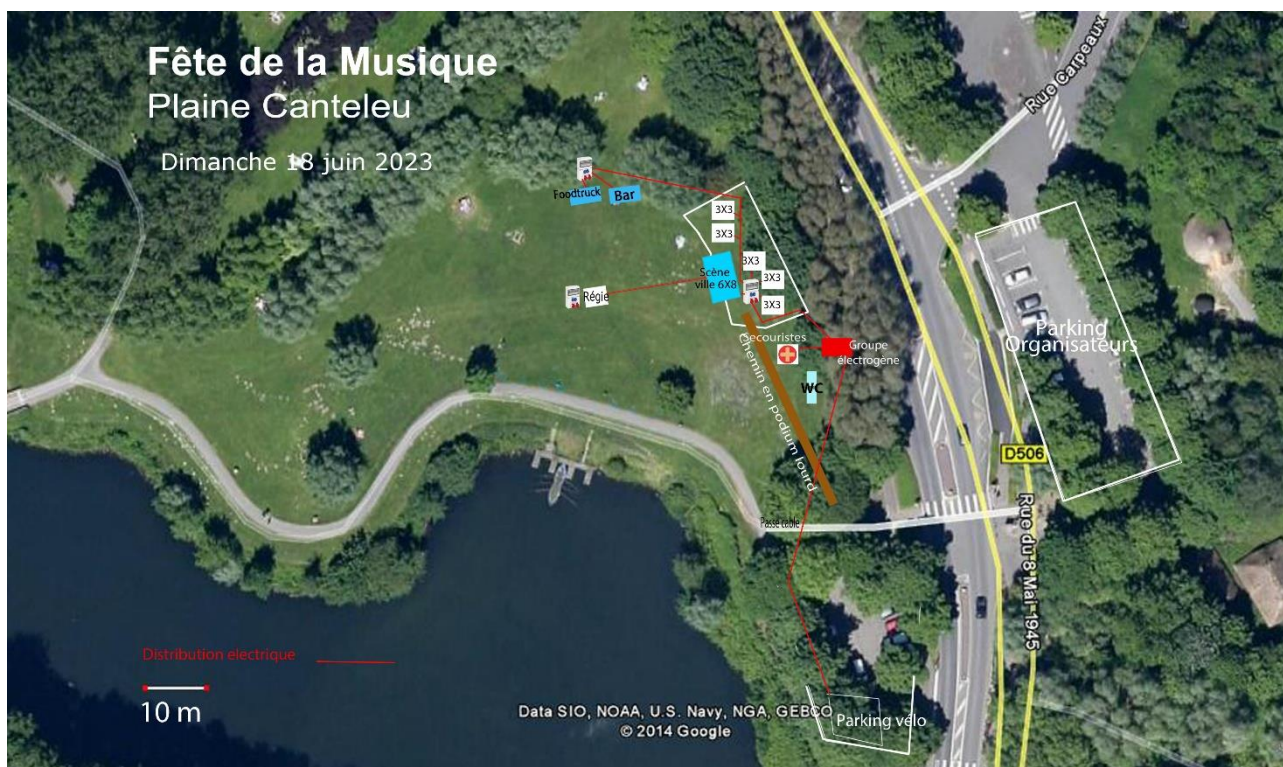 Fête de la Musique
Plaine Canteleu
Dimanche 18 juin 2023
Rue Carpeaux
Foodtruck
Bar
3X3
3X3
3X3
3X3
3X3
Scène
ville 6X8
Régie
Secouristes
Groupe
électrogène
WC
Chemin en podium lourd
Parking
Organisateurs
D506
Rue du 8 Mai 1945
Passe cable
Distribution electrique
10 m
Data SIO, NOAA, U.S. Navy, NGA, GEBCO
© 2014 Google
Parking vélo